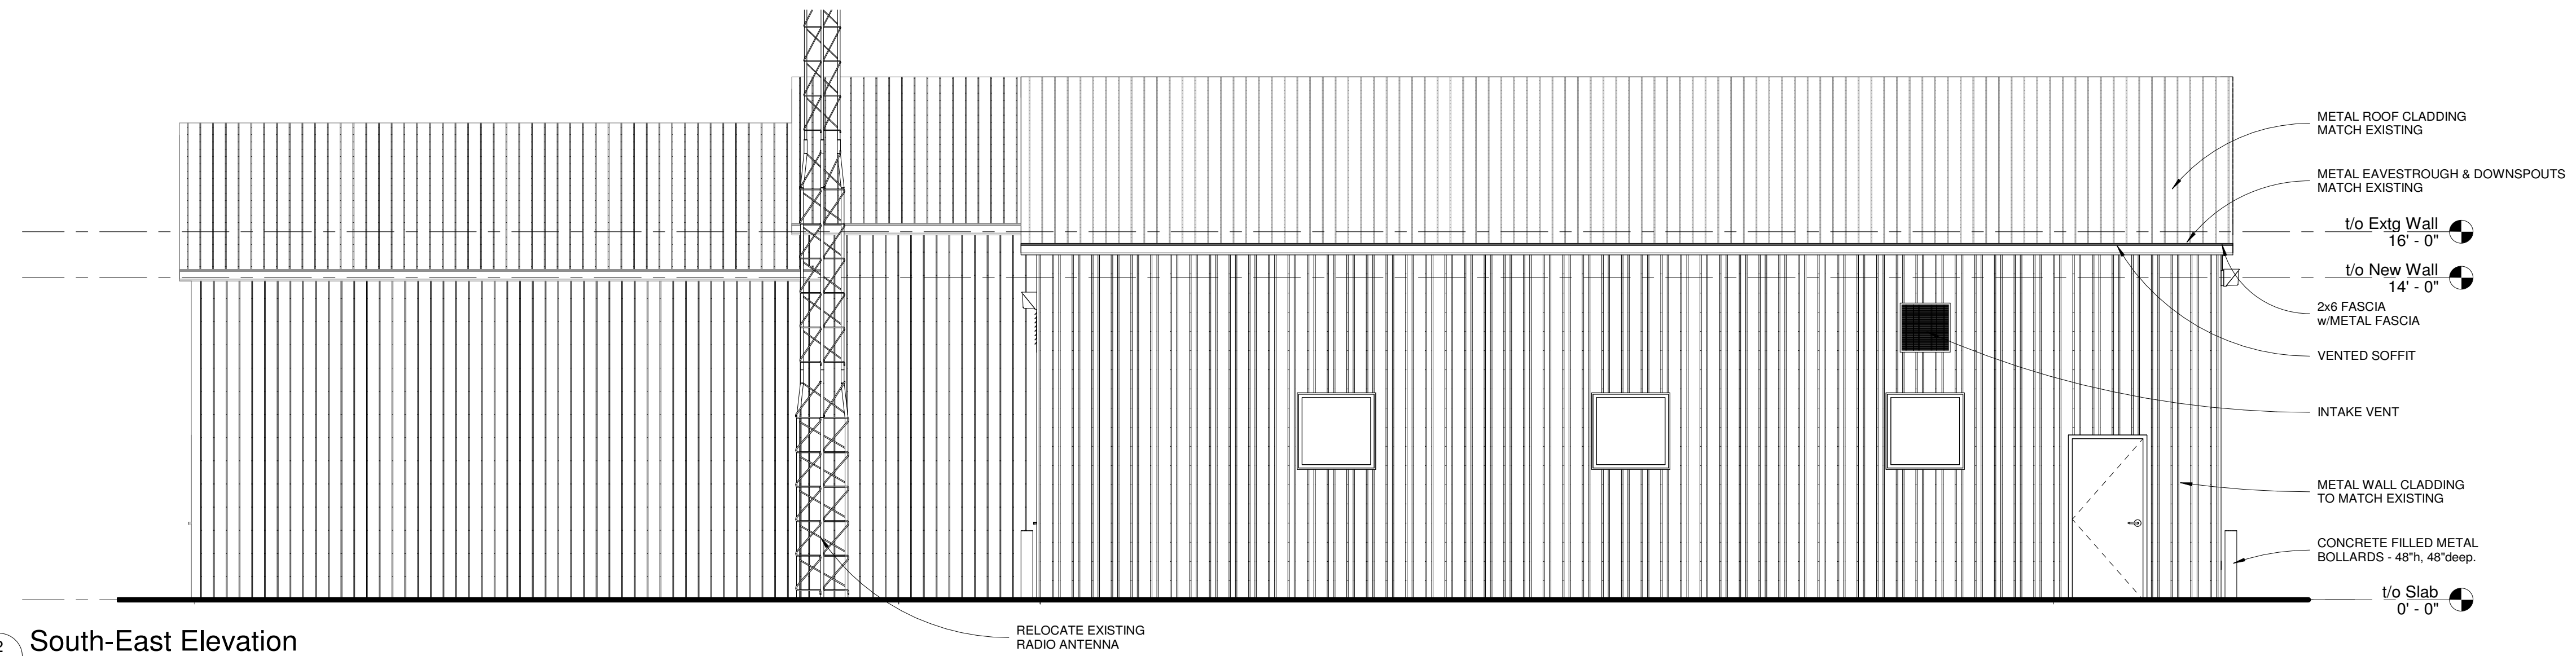 METAL ROOF CLADDING
MATCH EXISTING
METAL EAVESTROUGH & DOWNSPOUTS
MATCH EXISTING
t/o Extg Wall
16' - 0"
t/o New Wall
14' - 0"
2x6 FASCIA
w/METAL FASCIA
VENTED SOFFIT
INTAKE VENT
METAL WALL CLADDING
TO MATCH EXISTING
CONCRETE FILLED METAL
BOLLARDS - 48"h, 48"deep.
t/o Slab
0' - 0"
RELOCATE EXISTING
RADIO ANTENNA
2
South-East Elevation